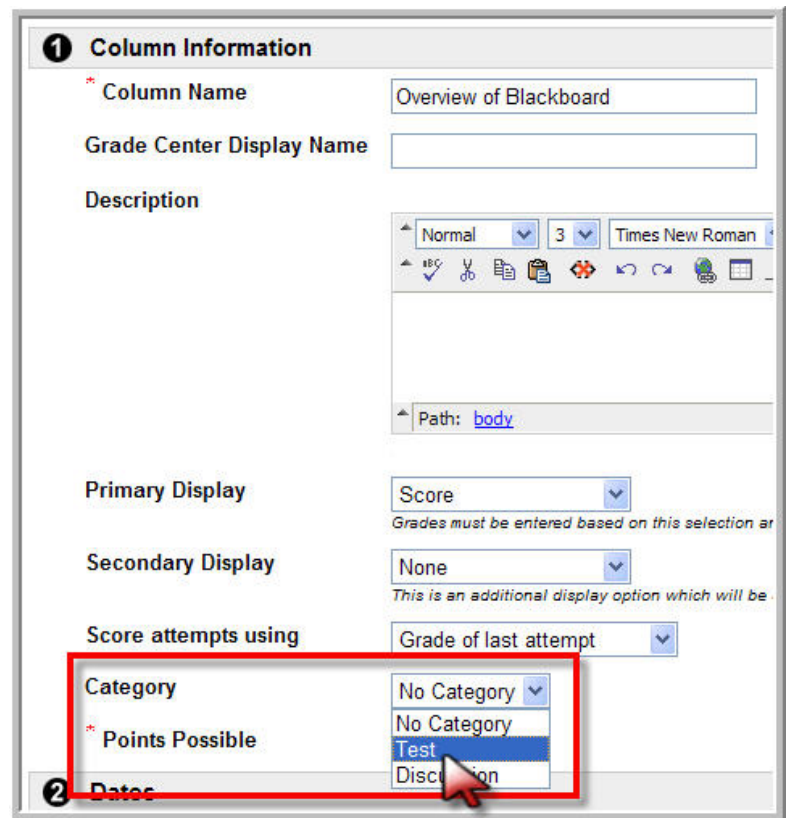 1 Column Information
* Column Name Overview of Blackboard
Grade Center Display Name
Description
Normal 3 Times New Roman
ABC
Path: body
Primary Display Score
Grades must be entered based on this selection
Secondary Display None
This is an additional display option which will be
Score attempts using Grade of last attempt
Category No Category
No Category
* Points Possible
Test
2 Dates